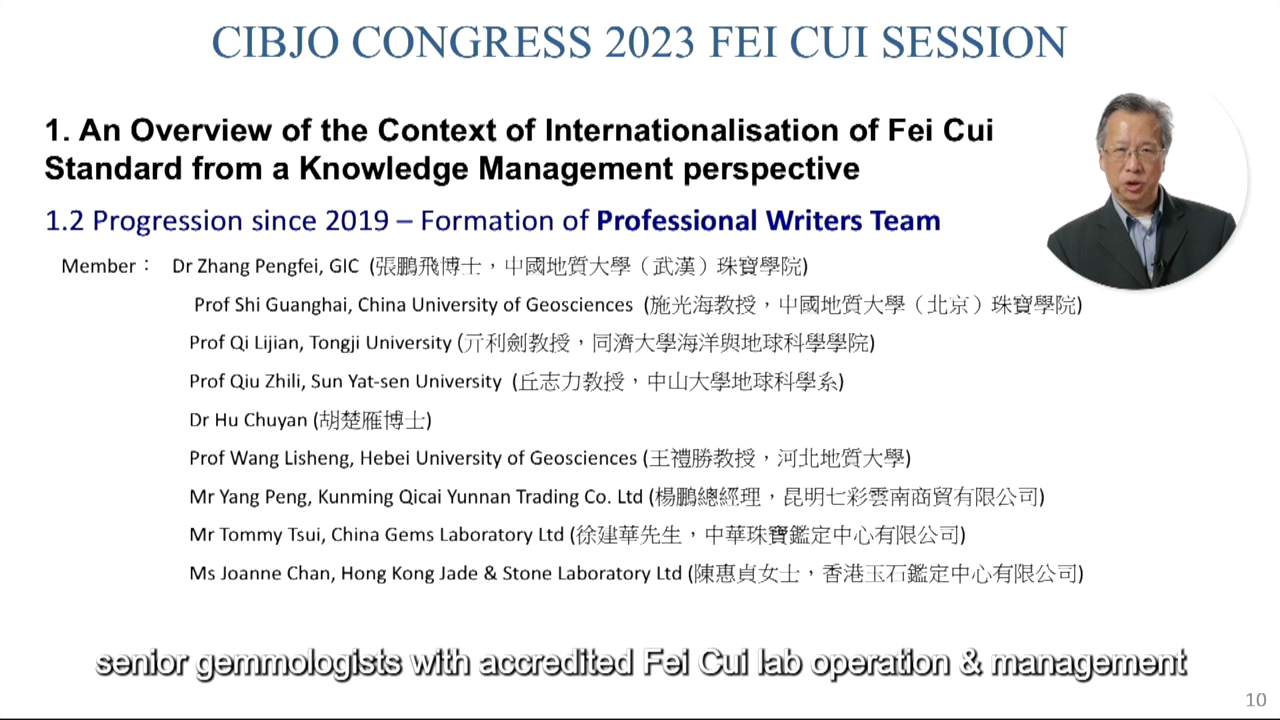 CIBJO CONGRESS 2023 FEI CUI SESSION
1. An Overview of the Context of Internationalisation of Fei Cui
Standard from a Knowledge Management perspective
1.2 Progression since 2019 – Formation of Professional Writers Team
Member： Dr Zhang Pengfei, GIC (張鵬飛博士，中國地質大學（武漢）珠寶學院)
Prof Shi Guanghai, China University of Geosciences (施光海教授，中國地質大學（北京）珠寶學院)
Prof Qi Lijian, Tongji University (亓利劍教授，同濟大學海洋與地球科學學院)
Prof Qiu Zhili, Sun Yat-sen University (丘志力教授，中山大學地球科學系)
Dr Hu Chuyan (胡楚雁博士)
Prof Wang Lisheng, Hebei University of Geosciences (王禮勝教授，河北地質大學)
Mr Yang Peng, Kunming Qicai Yunnan Trading Co. Ltd (楊鵬總經理，昆明七彩雲南商貿有限公司)
Mr Tommy Tsui, China Gems Laboratory Ltd (徐建華先生，中華珠寶鑑定中心有限公司)
Ms Joanne Chan, Hong Kong Jade & Stone Laboratory Ltd (陳惠貞女士，香港玉石鑑定中心有限公司)
senior gemmologists with accredited Fei Cui lab operation & management
10